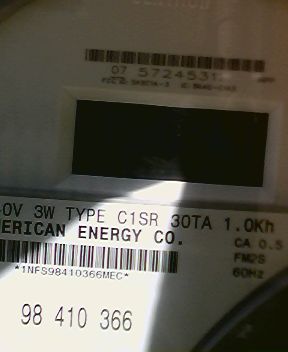 07 5724531
40V 3W TYPE C1SR 30TA 1.0Kh
ERICAN ENERGY CO.
CA 0.5
*1NFS98410366MEC*
FM2S
60Hz
98 410 366